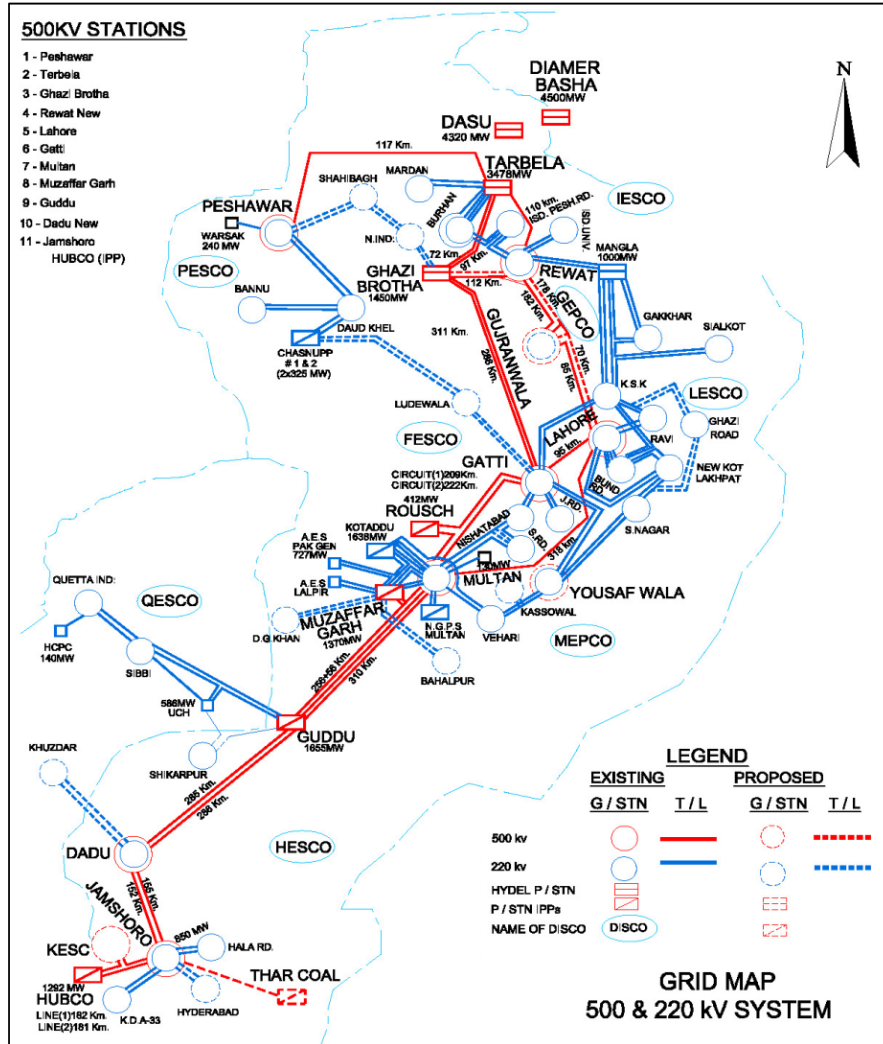 500KV STATIONS
1 - Peshawar
2 - Terbela
3 - Ghazi Brotha
4 - Rewat New
5 - Lahore
6 - Gatti
7 - Multan
8 - Muzaffar Garh
9 - Guddu
10 - Dadu New
11 - Jamshoro
HUBCO (IPP)
N
DIAMER
BASHA
4500MW
DASU
4320 MW
117 Km.
TARBELA
3478MW
MARDAN
SHAHIBAGH
BURHAN
110 km.
ISD. PESH.RD.
ISD.UNIV.
IESCO
PESHAWAR
WARSAK
240 MW
N.IND:
PESCO
72 Km.
97 Km.
GHAZI
BROTHA
1450MW
112 Km.
REWAT
MANGLA
1000MW
BANNU
DAUD KHEL
CHASNUPP
# 1 & 2
(2x325 MW)
311 Km.
GUJRANWALA
286 Km.
178 Km.
182 Km.
GEPCO
GAKKHAR
SIALKOT
70 Km.
85 Km.
LUDEWALA
K.S.K
LESCO
FESCO
LAHORE
RAVI
GHAZI
ROAD
GATTI
95 km.
BUND
RD.
NEW KOT
LAKHPAT
CIRCUIT(1)209Km.
CIRCUIT(2)222Km.
412MW
ROUSCH
J.RD.
S.NAGAR
NISHATABAD
S.RD.
318 km.
KOTADDU
1638MW
A.E.S
PAK GEN
727MW
130MW
A.E.S
LALPIR
MULTAN
YOUSAF WALA
QUETTA IND:
QESCO
KASSOWAL
D.G.KHAN
MUZAFFAR
GARH
1370MW
N.G.P.S
MULTAN
VEHARI
MEPCO
HCPC
140MW
SIBBI
BAHALPUR
256+56 Km.
310 Km.
586MW
UCH
GUDDU
1655MW
SHIKARPUR
KHUZDAR
285 Km.
288 Km.
HESCO
DADU
155 Km.
152 Km.
JAMSHORO
850 MW
HALA RD.
KESC
1292 MW
HUBCO
LINE(1)182 Km.
LINE(2)181 Km.
K.D.A-33
HYDERABAD
THAR COAL
LEGEND
EXISTING PROPOSED
G / STN T / L G / STN T / L
500 kv
220 kv
HYDEL P / STN
P / STN IPPs
NAME OF DISCO DISCO
GRID MAP
500 & 220 kV SYSTEM